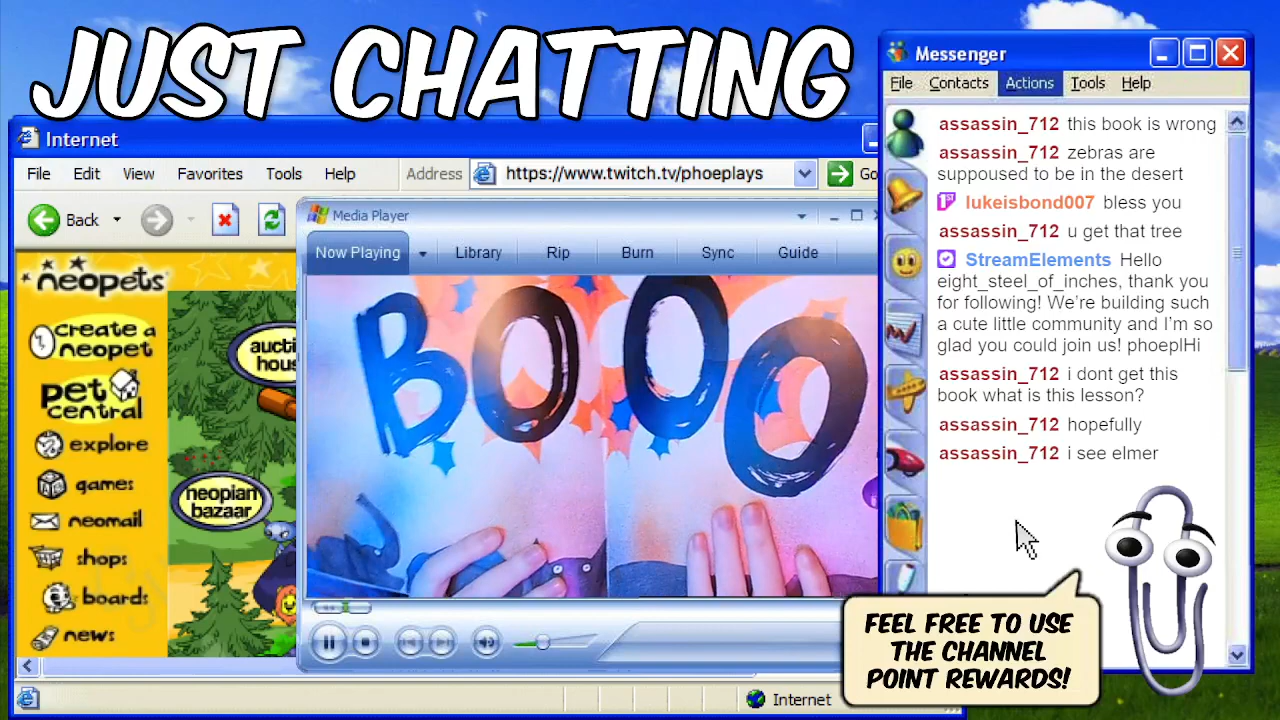 JUST CHATTING
Internet
File Edit View Favorites Tools Help Address https://www.twitch.tv/phoeplays Go
Back
neopets
create a
neopet
pet
central
explore
games
neomail
shops
boards
news
neopian
bazaar
Media Player
Now Playing Library Rip Burn Sync Guide
BOOO
Internet
Messenger
File Contacts Actions Tools Help
assassin_712 this book is wrong
assassin_712 zebras are
suppoused to be in the desert
1ST lukeisbond007 bless you
assassin_712 u get that tree
StreamElements Hello
eight_steel_of_inches, thank you
for following! We're building such
a cute little community and I'm so
glad you could join us! phoeplHi
assassin_712 i dont get this
book what is this lesson?
assassin_712 hopefully
assassin_712 i see elmer
FEEL FREE TO USE
THE CHANNEL
POINT REWARDS!